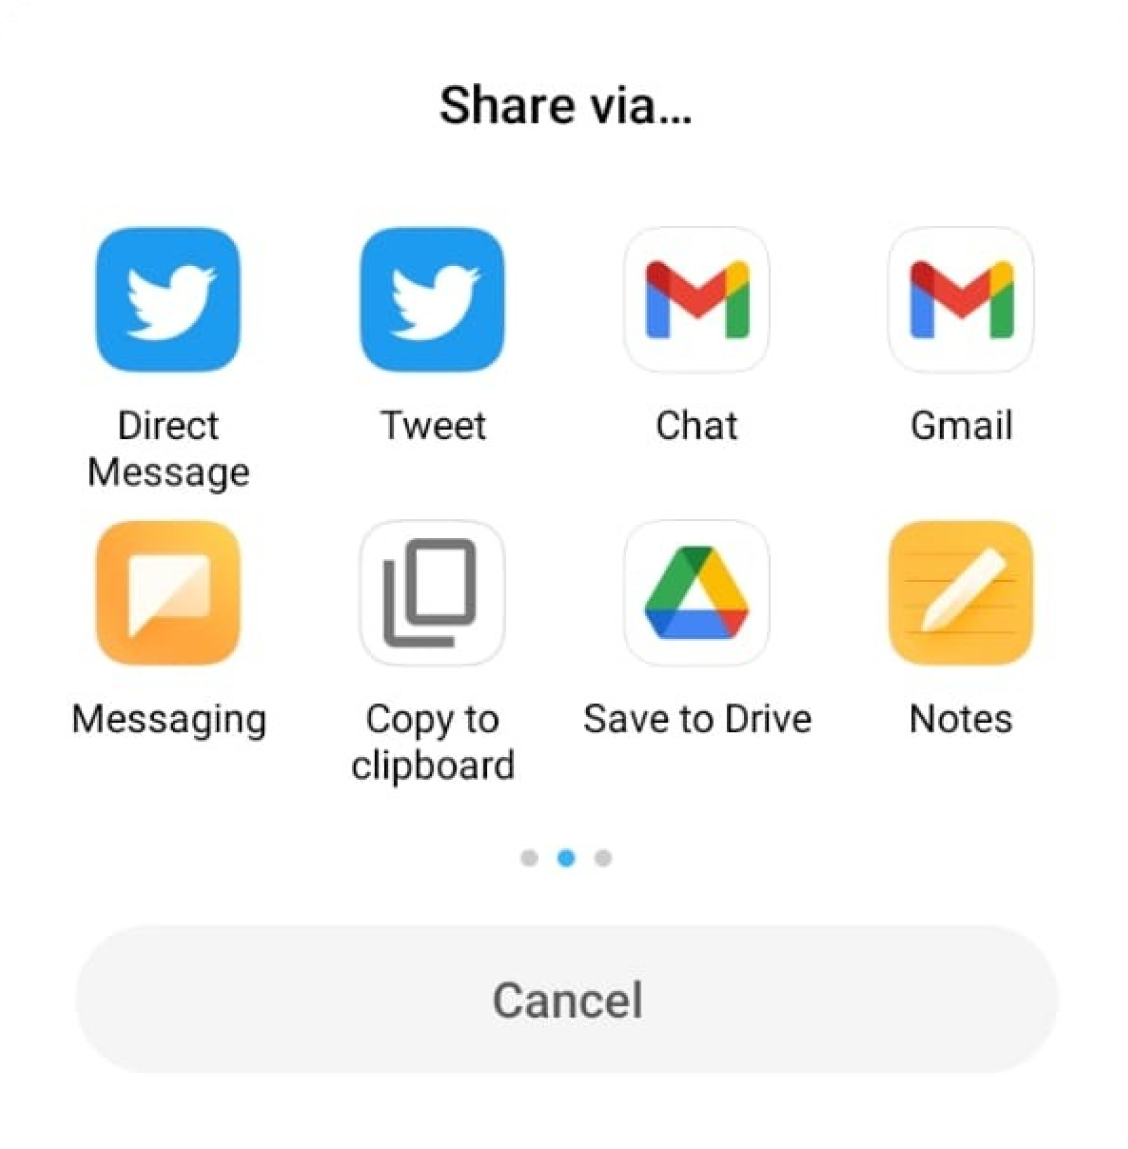 Share via...
Direct
Message
Tweet
Chat
Gmail
Messaging
Copy to
clipboard
Save to Drive
Notes
Cancel